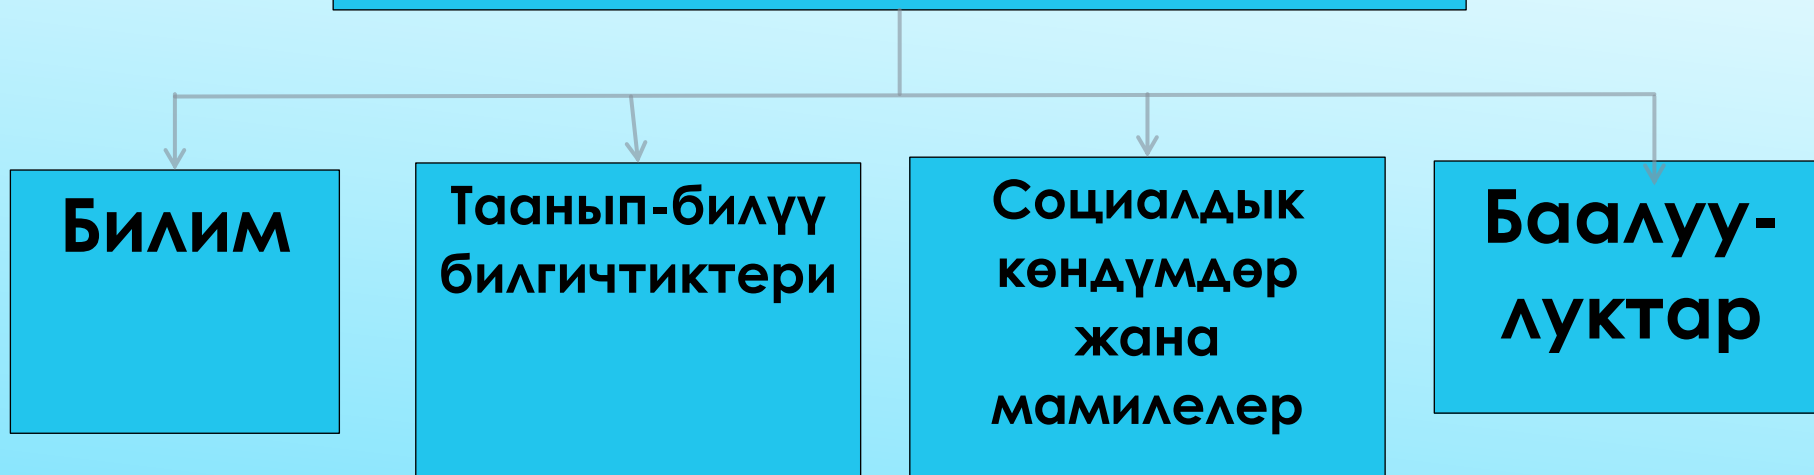 Билим
Таанып-билүү
билгичтиктери
Социалдык
көндүмдөр
жана
мамилелер
Баалуу-
луктар